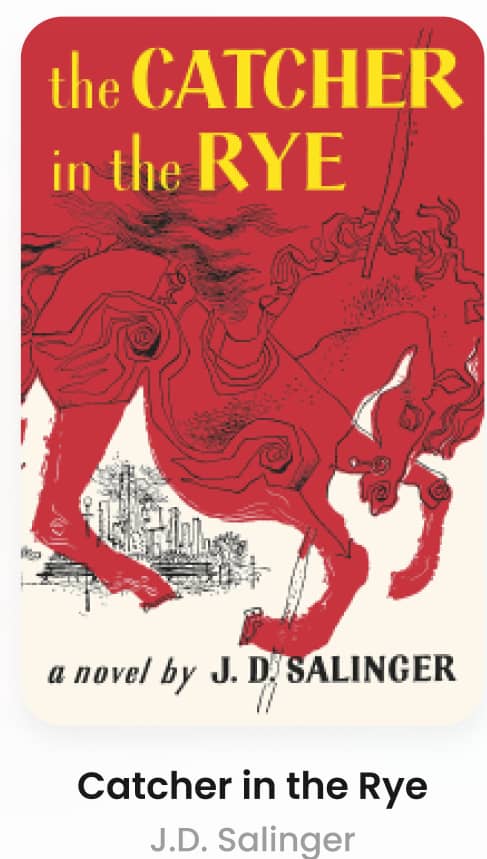 the CATCHER
in the RYE
a novel by J. D. SALINGER
Catcher in the Rye
J.D. Salinger